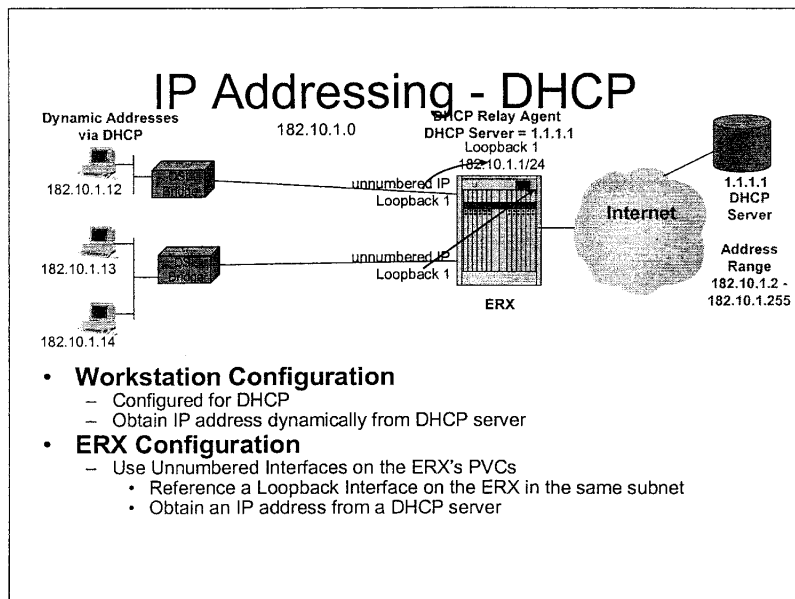 IP Addressing - DHCP
Dynamic Addresses
via DHCP
182.10.1.0
DHCP Relay Agent
DHCP Server = 1.1.1.1
Loopback 1
182.10.1.1/24
182.10.1.12
unnumbered IP
Loopback 1
182.10.1.13
unnumbered IP
Loopback 1
182.10.1.14
ERX
Internet
1.1.1.1
DHCP
Server
Address
Range
182.10.1.2 -
182.10.1.255
• Workstation Configuration
– Configured for DHCP
– Obtain IP address dynamically from DHCP server
• ERX Configuration
– Use Unnumbered Interfaces on the ERX's PVCs
• Reference a Loopback Interface on the ERX in the same subnet
• Obtain an IP address from a DHCP server